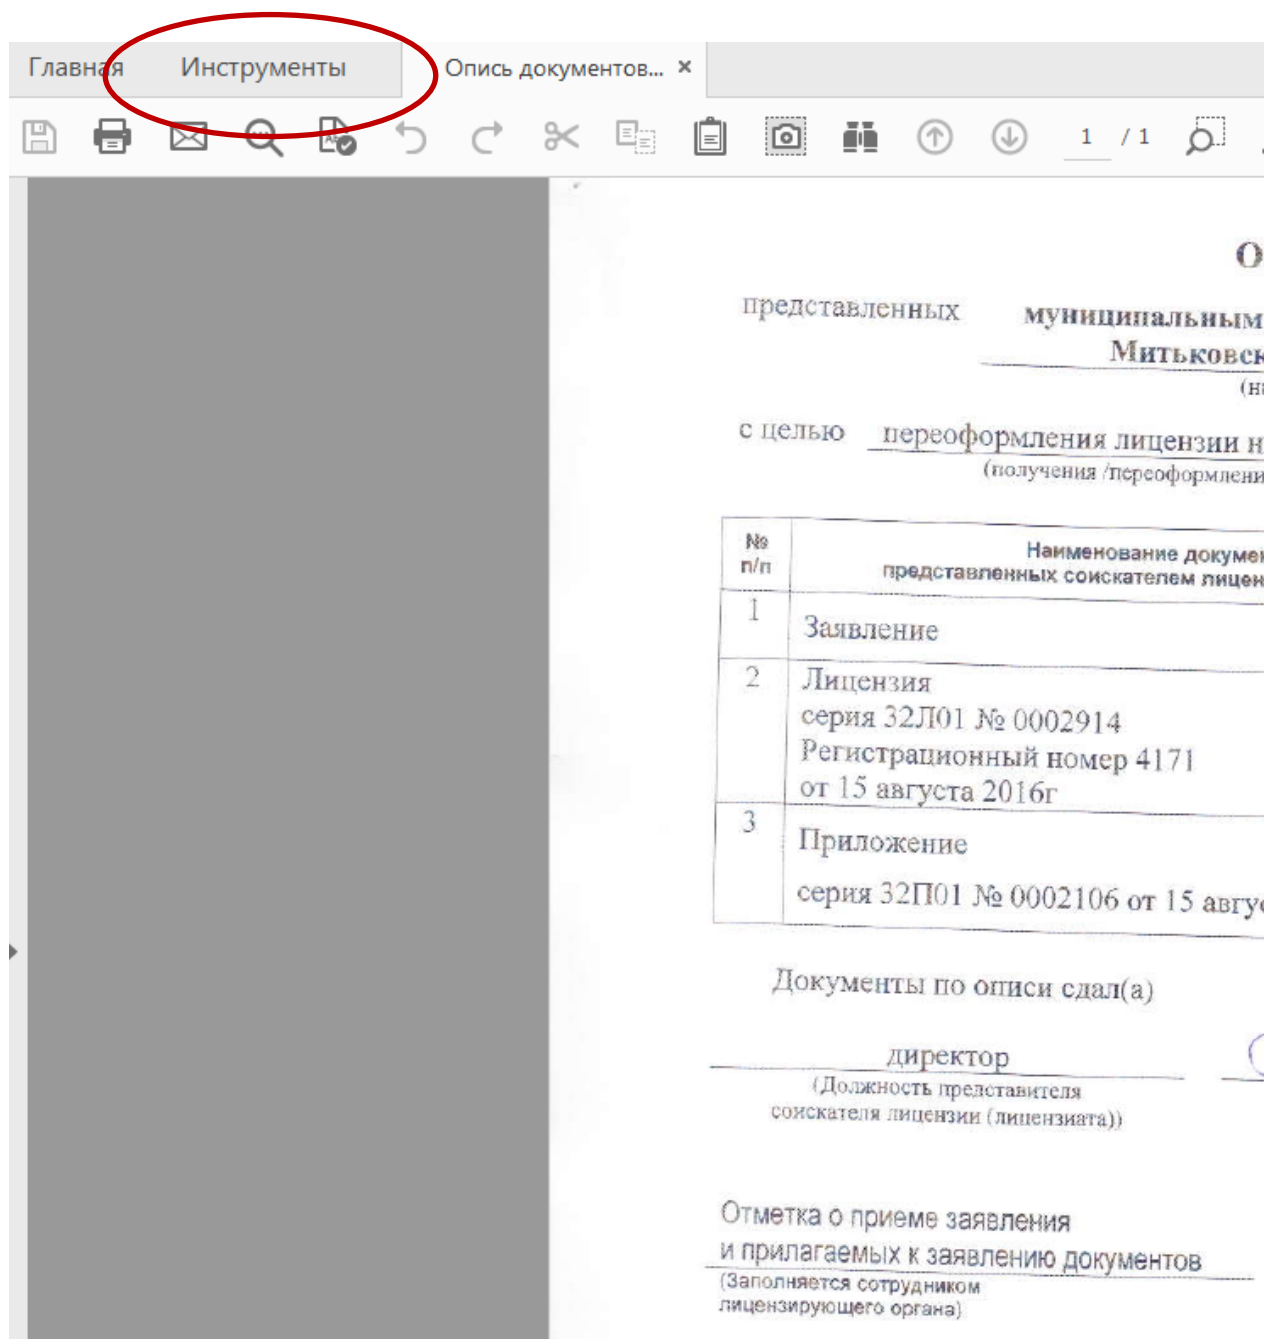 Главная Инструменты Опись документов... ×
1 / 1
О
представленных муниципальным
Митьковск
(на
с целью переоформления лицензии н
(получения /переоформлени
№ п/п
Наименование докумен
представленных соискателем лицен
1 Заявление
2 Лицензия
серия 32Л01 № 0002914
Регистрационный номер 4171
от 15 августа 2016г
3 Приложение
серия 32П01 № 0002106 от 15 авгус
Документы по описи сдал(а)
директор
(Должность представителя
соискателя лицензии (лицензиата))
Отметка о приеме заявления
и прилагаемых к заявлению документов
(Заполняется сотрудником
лицензирующего органа)